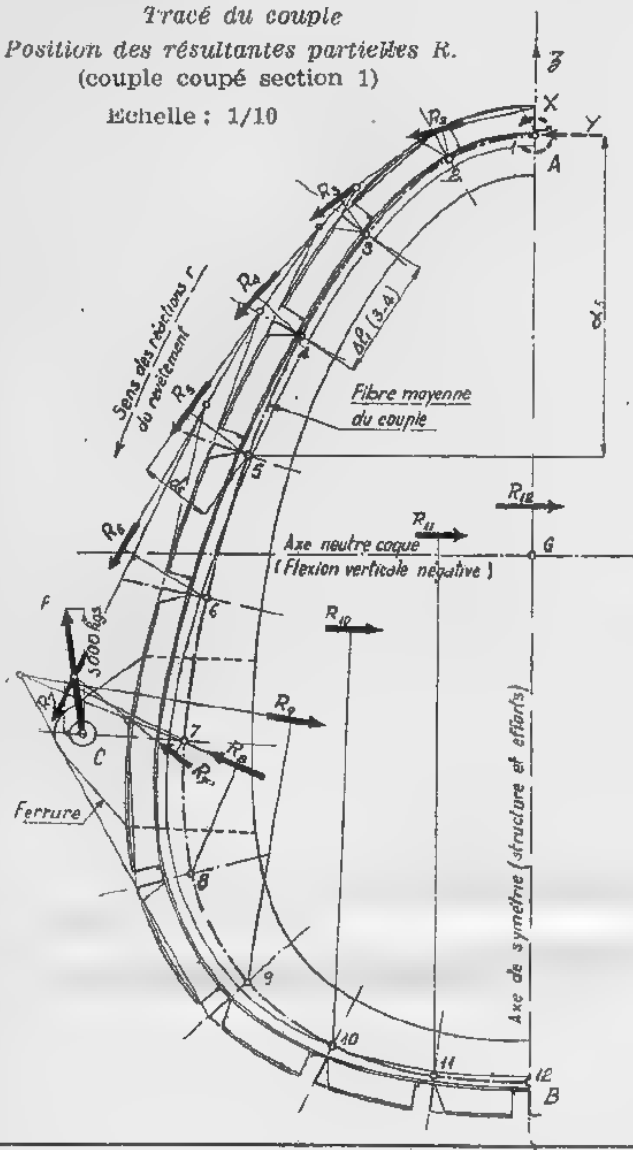 Tracé du couple
Position des résultantes partielles R.
(couple coupé section 1)
Echelle : 1/10
X
Y
1
A
R₂
2
R₃
3
R₄
4
Δl (3-4)
Sens des réactions r
du revêtement
Fibre moyenne
du couple
R₅
5
R₆
6
R₁₂
R₁₁
Axe neutre coque
(Flexion verticale négative)
G
F
5000 kgs
R₁₀
R₉
C
7
R₈
Ferrure
8
9
10
11
12
B
Axe de symétrie (structure et efforts)